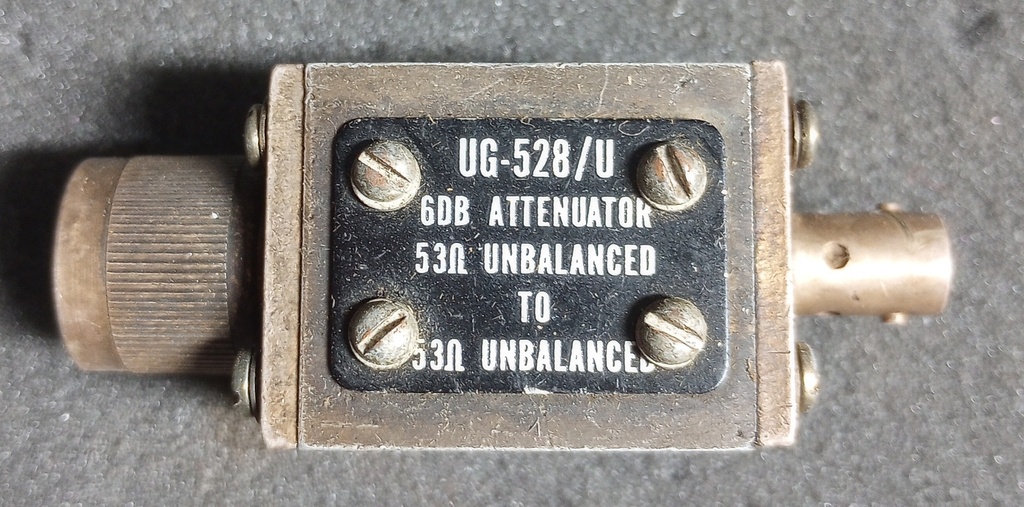 UG-528/U
6DB ATTENUATOR
53Ω UNBALANCED
TO
53Ω UNBALANCED